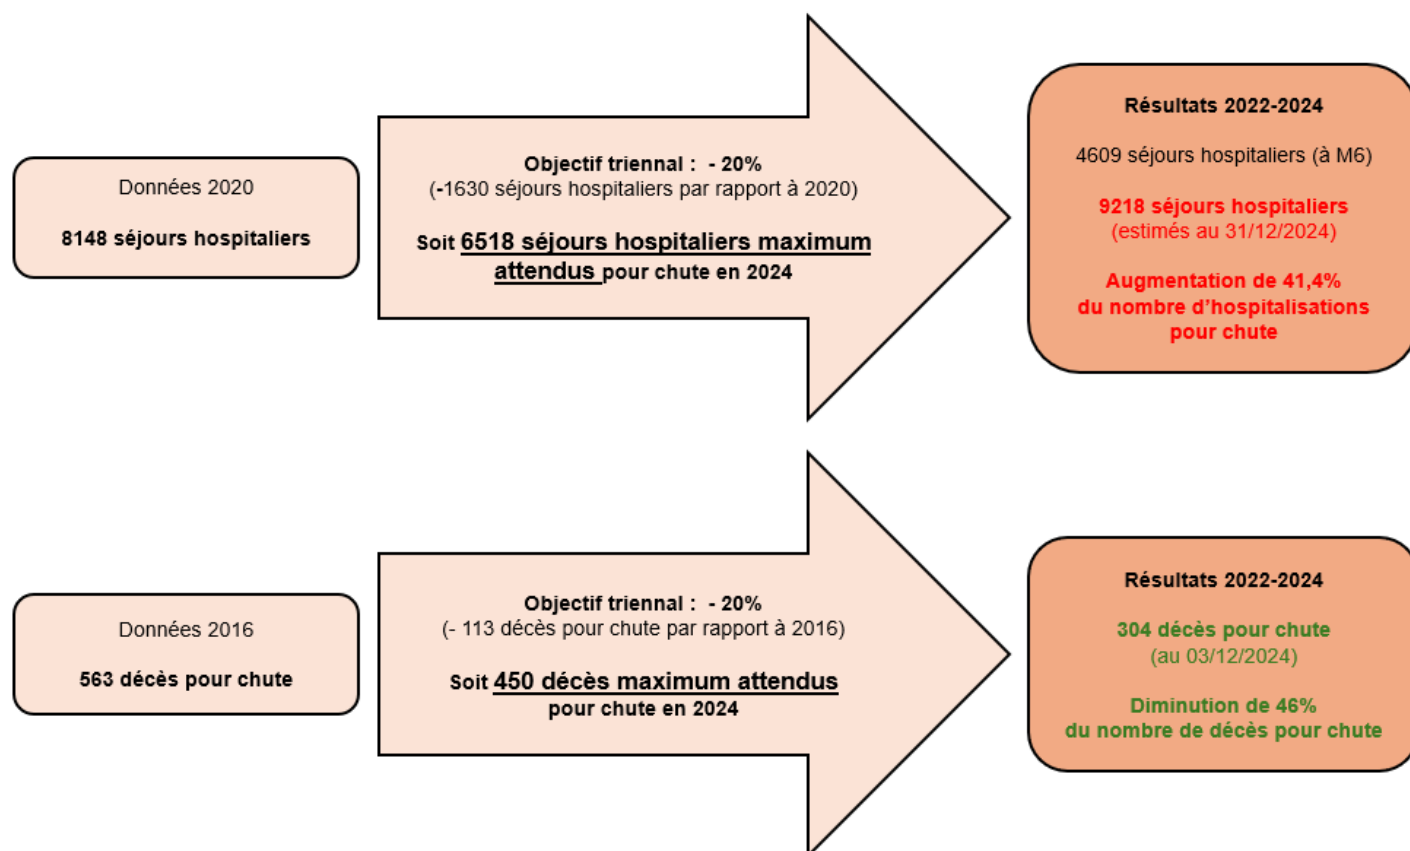 Données 2020
8148 séjours hospitaliers
Objectif triennal :  - 20%
(-1630 séjours hospitaliers par rapport à 2020)
Soit 6518 séjours hospitaliers maximum
attendus pour chute en 2024
Résultats 2022-2024
4609 séjours hospitaliers (à M6)
9218 séjours hospitaliers
(estimés au 31/12/2024)
Augmentation de 41,4%
du nombre d’hospitalisations
pour chute
Données 2016
563 décès pour chute
Objectif triennal :  - 20%
(- 113 décès pour chute par rapport à 2016)
Soit 450 décès maximum attendus
pour chute en 2024
Résultats 2022-2024
304 décès pour chute
(au 03/12/2024)
Diminution de 46%
du nombre de décès pour chute